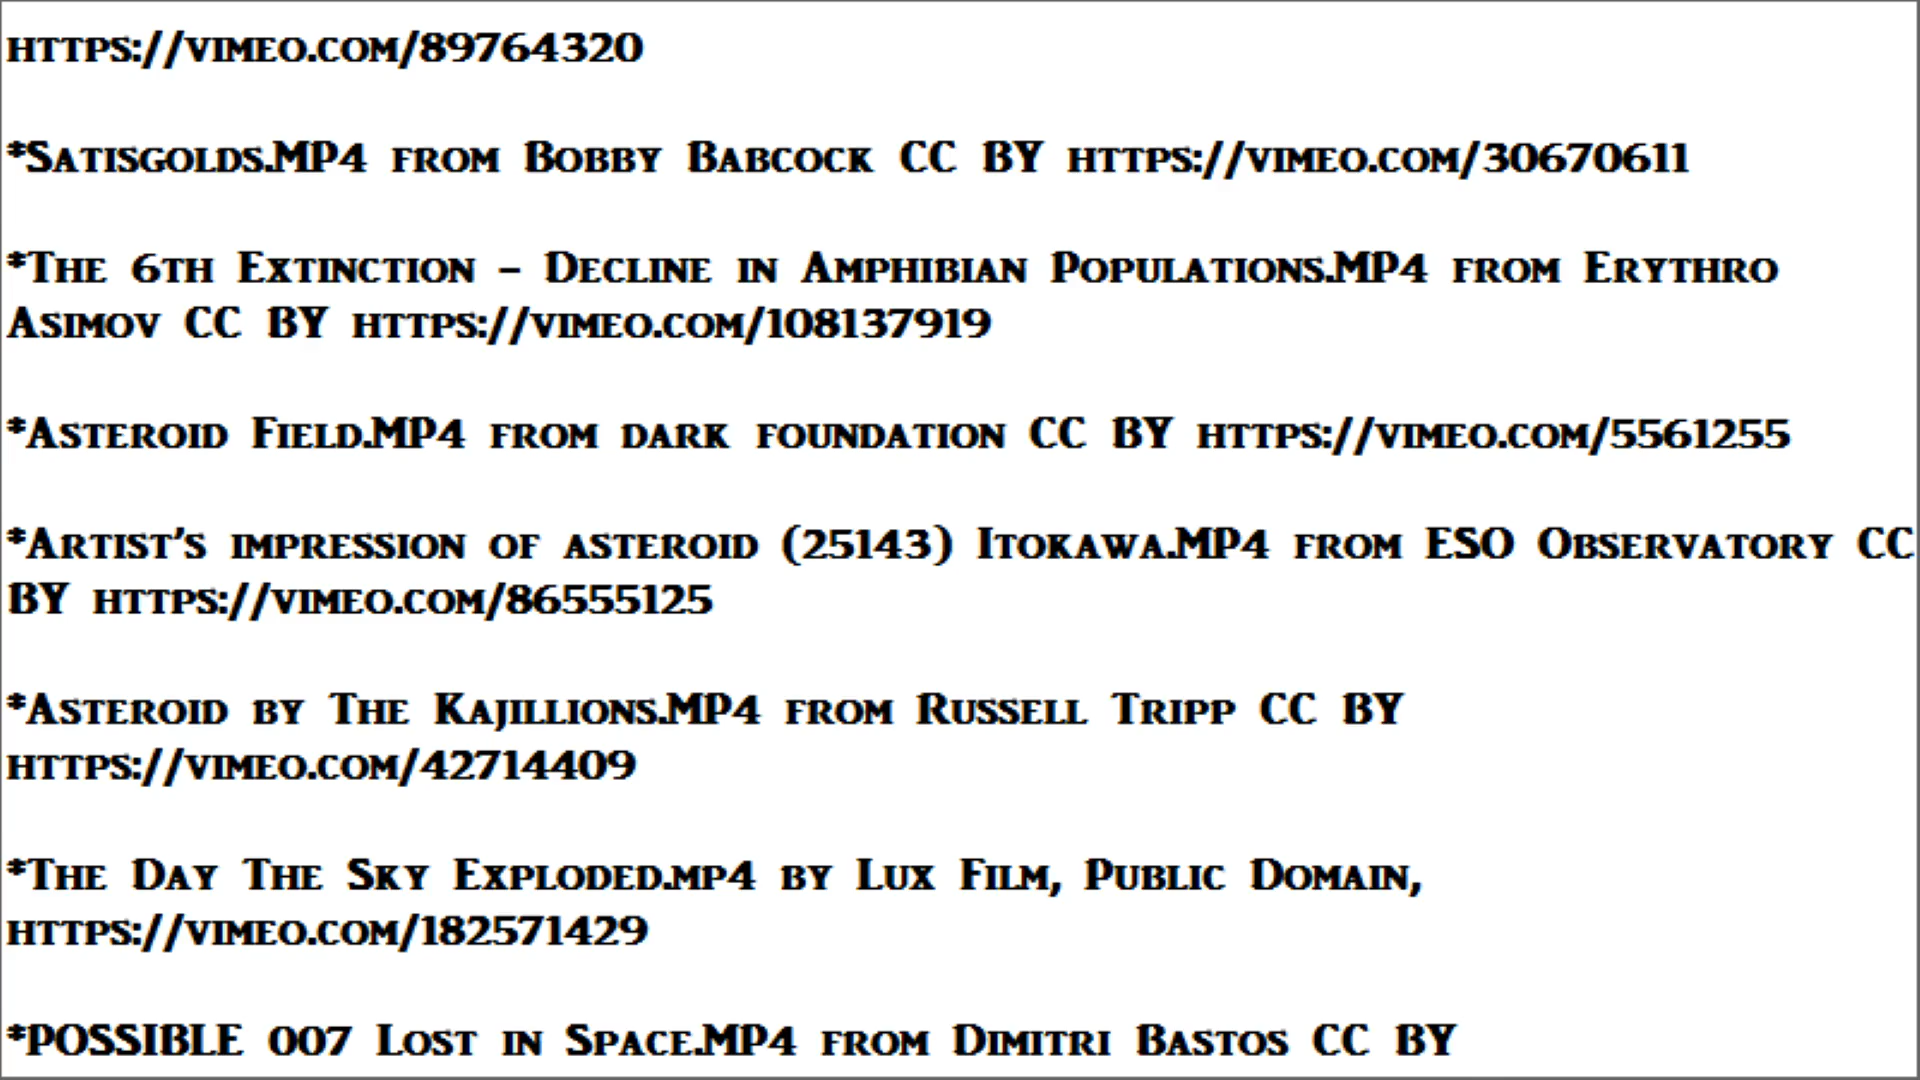 https://vimeo.com/89764320
*Satisgolds.MP4 from Bobby Babcock CC BY https://vimeo.com/30670611
*The 6th Extinction – Decline in Amphibian Populations.MP4 from Erythro
Asimov CC BY https://vimeo.com/108137919
*Asteroid Field.MP4 from dark foundation CC BY https://vimeo.com/5561255
*Artist's impression of asteroid (25143) Itokawa.MP4 from ESO Observatory CC
BY https://vimeo.com/86555125
*Asteroid by The Kajillions.MP4 from Russell Tripp CC BY
https://vimeo.com/42714409
*The Day The Sky Exploded.mp4 by Lux Film, Public Domain,
https://vimeo.com/182571429
*POSSIBLE 007 Lost in Space.MP4 from Dimitri Bastos CC BY